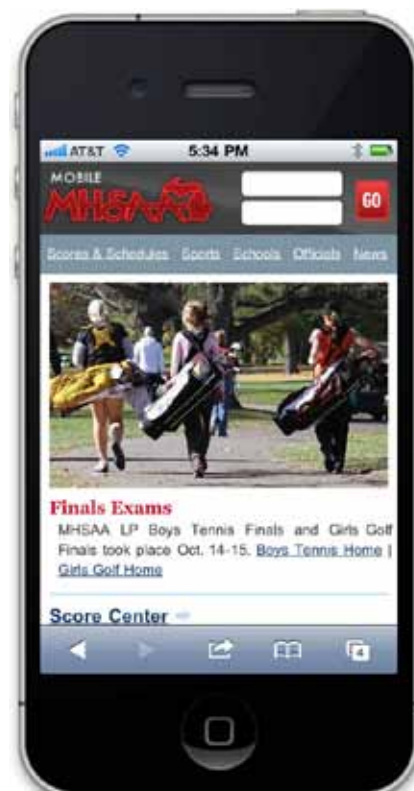 AT&T 5:34 PM
MOBILE
MHSAA
GO
Scores & Schedules Sports Schools Officials News
Finals Exams
MHSAA LP Boys Tennis Finals and Girls Golf
Finals took place Oct. 14-15. Boys Tennis Home |
Girls Golf Home
Score Center
4